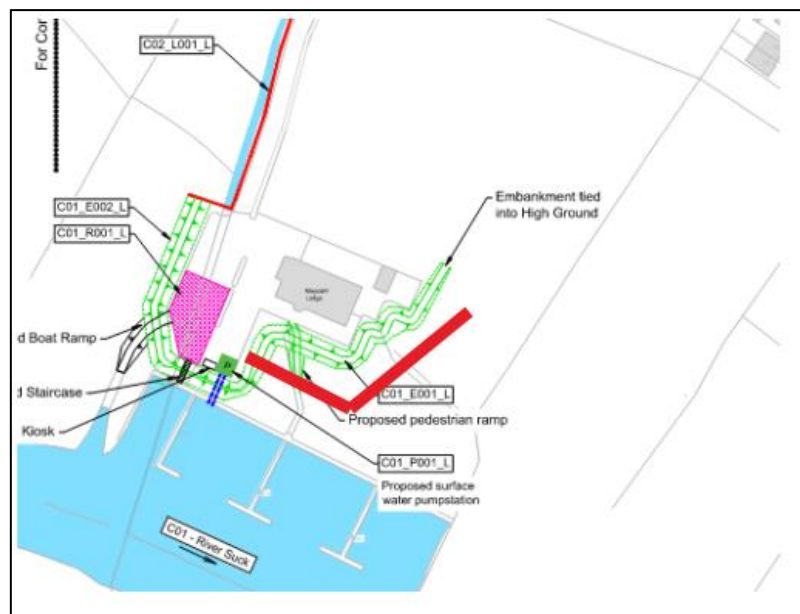 For Cor
C02_L001_L
Embankment tied
into High Ground
C01_E002_L
C01_R001_L
d Boat Ramp
d Staircase
C01_E001_L
Kiosk
Proposed pedestrian ramp
P
C01_P001_L
Proposed surface
water pumpstation
C01 - River Suck